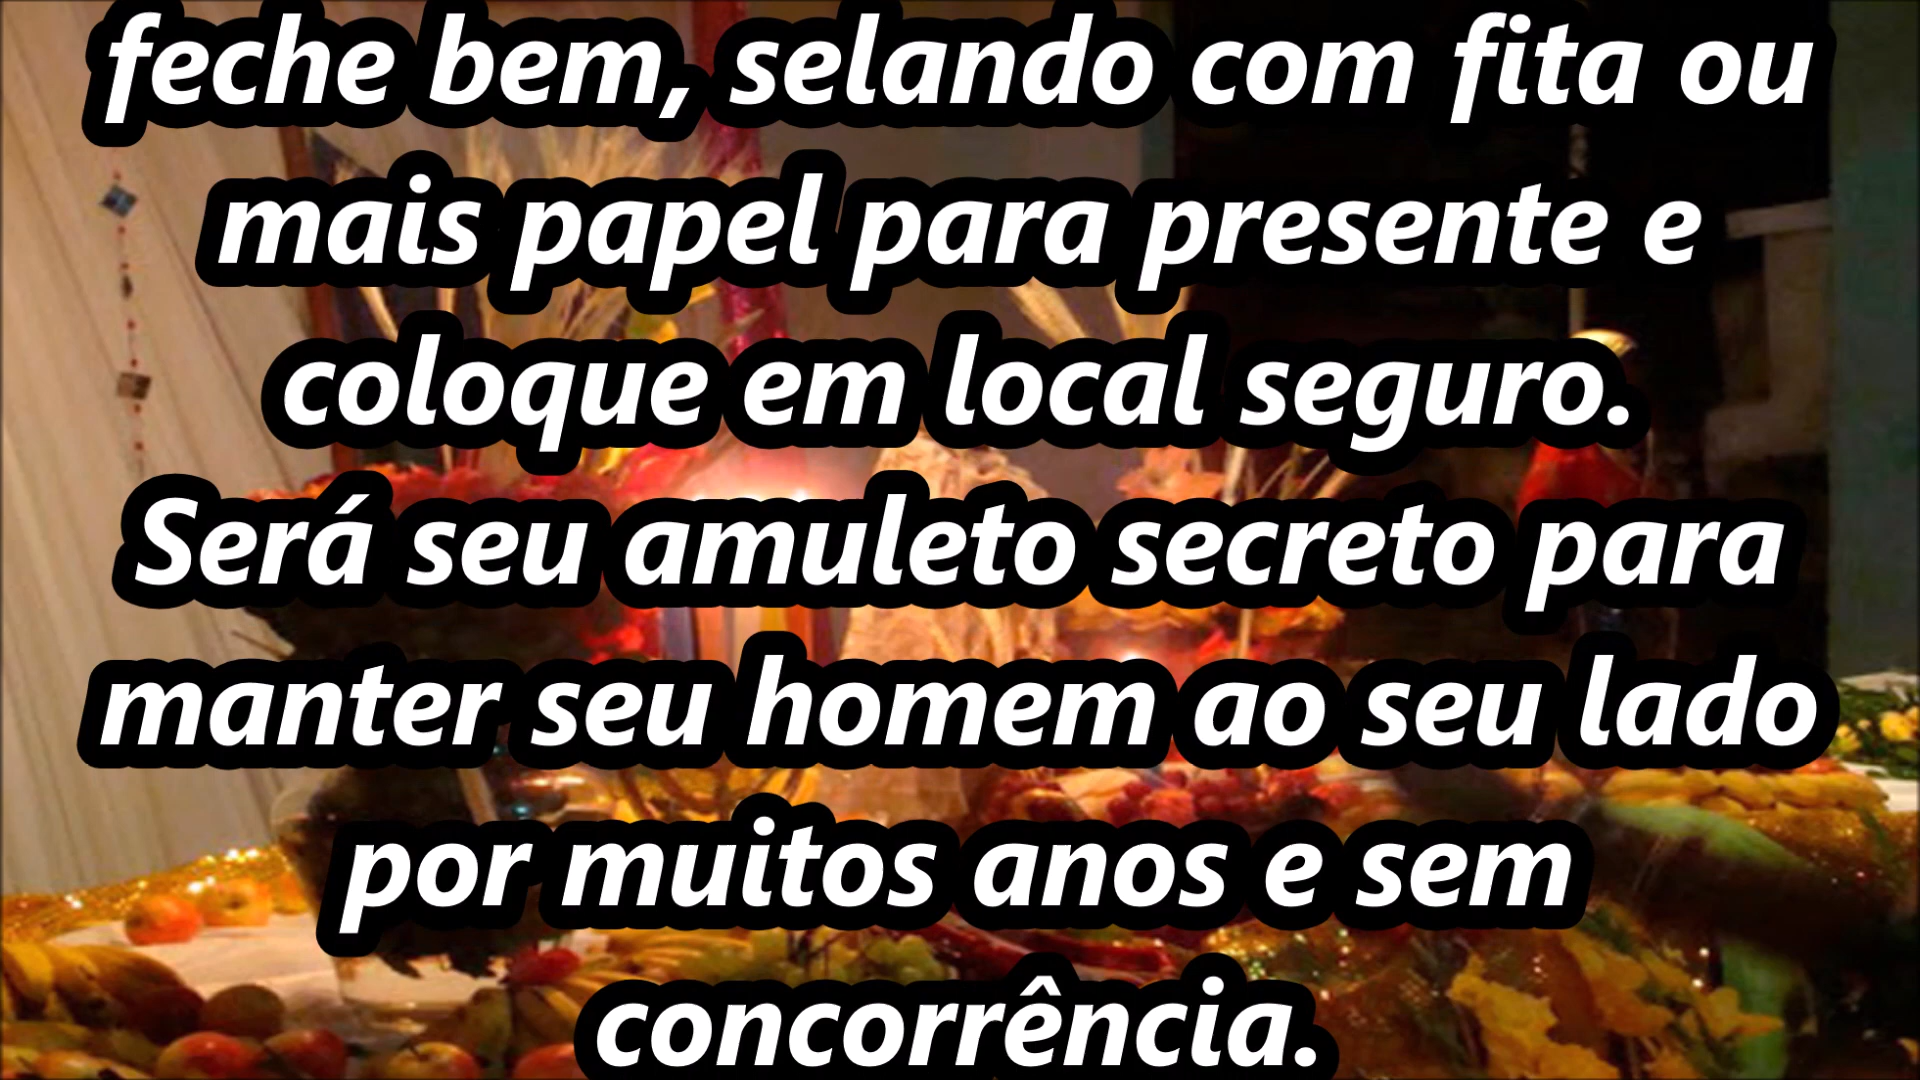 feche bem, selando com fita ou
mais papel para presente e
coloque em local seguro.
Será seu amuleto secreto para
manter seu homem ao seu lado
por muitos anos e sem
concorrência.